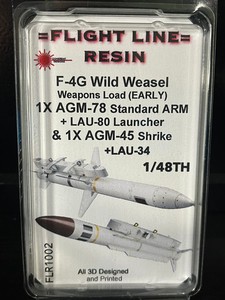 =FLIGHT LINE=
RESIN
F-4G Wild Weasel
Weapons Load (EARLY)
1X AGM-78 Standard ARM
+ LAU-80 Launcher
& 1X AGM-45 Shrike
+LAU-34
1/48TH
FLR1002
All 3D Designed
and Printed